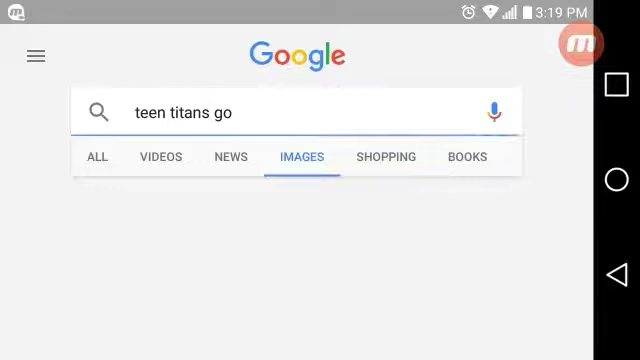 3:19 PM
Google
teen titans go
ALL VIDEOS NEWS IMAGES SHOPPING BOOKS